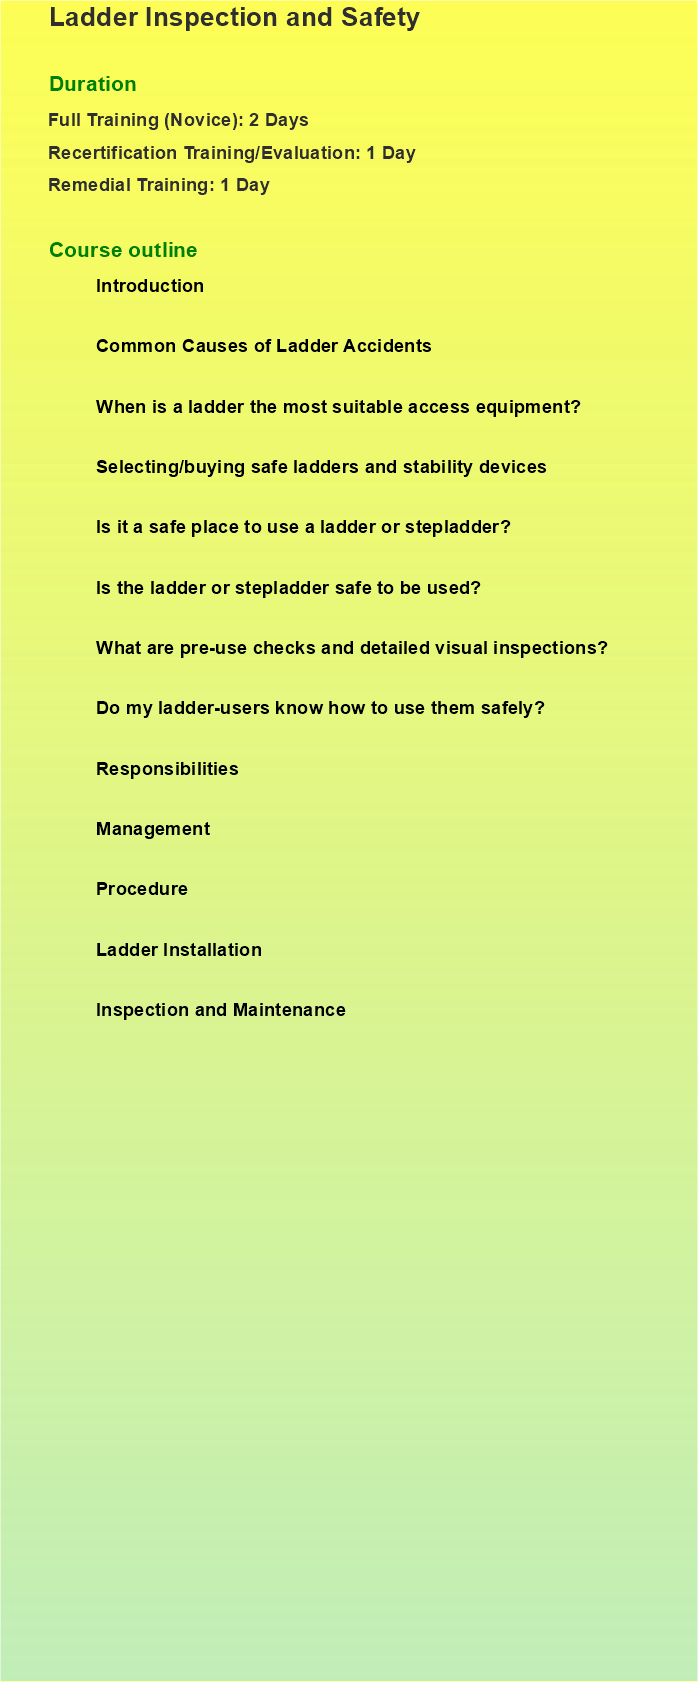 Ladder Inspection and Safety
Duration
Full Training (Novice): 2 Days
Recertification Training/Evaluation: 1 Day
Remedial Training: 1 Day
Course outline
Introduction
Common Causes of Ladder Accidents
When is a ladder the most suitable access equipment?
Selecting/buying safe ladders and stability devices
Is it a safe place to use a ladder or stepladder?
Is the ladder or stepladder safe to be used?
What are pre-use checks and detailed visual inspections?
Do my ladder-users know how to use them safely?
Responsibilities
Management
Procedure
Ladder Installation
Inspection and Maintenance